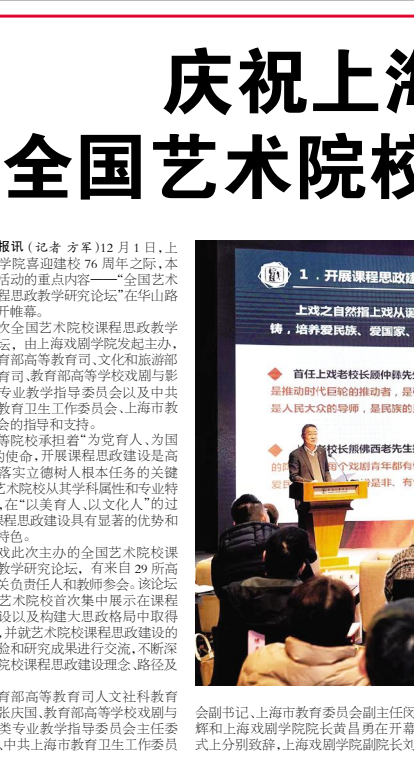 庆祝上海
全国艺术院校
报讯（记者 方军）12 月 1 日，上
学院喜迎建校 76 周年之际，本
活动的重点内容——“全国艺术
程思政教学研究论坛”在华山路
开帷幕。
次全国艺术院校课程思政教学
坛，由上海戏剧学院发起主办，
育部高等教育司、文化和旅游部
育司、教育部高等学校戏剧与影
专业教学指导委员会以及中共
教育卫生工作委员会、上海市教
会的指导和支持。
等院校承担着“为党育人、为国
的使命，开展课程思政建设是高
落实立德树人根本任务的关键
艺术院校从其学科属性和专业特
，在“以美育人、以文化人”的过
课程思政建设具有显著的优势和
特色。
戏此次主办的全国艺术院校课
教学研究论坛，有来自 29 所高
关负责人和教师参会。该论坛
艺术院校首次集中展示在课程
设以及构建大思政格局中取得
，并就艺术院校课程思政建设的
验和研究成果进行交流，不断深
院校课程思政建设理念、路径及
育部高等教育司人文社科教育
张庆国、教育部高等学校戏剧与
类专业教学指导委员会主任委
、中共上海市教育卫生工作委员
1．开展课程思政建
上戏之自然指上戏从诞
铸，培养爱民族、爱国家、
首任上戏老校长顾仲彝先
是推动时代巨轮的推动者，是
是人民大众的导师，是民族的
老校长熊佛西老先生
会副书记、上海市教育委员会副主任闵
辉和上海戏剧学院院长黄昌勇在开幕
式上分别致辞，上海戏剧学院副院长刘